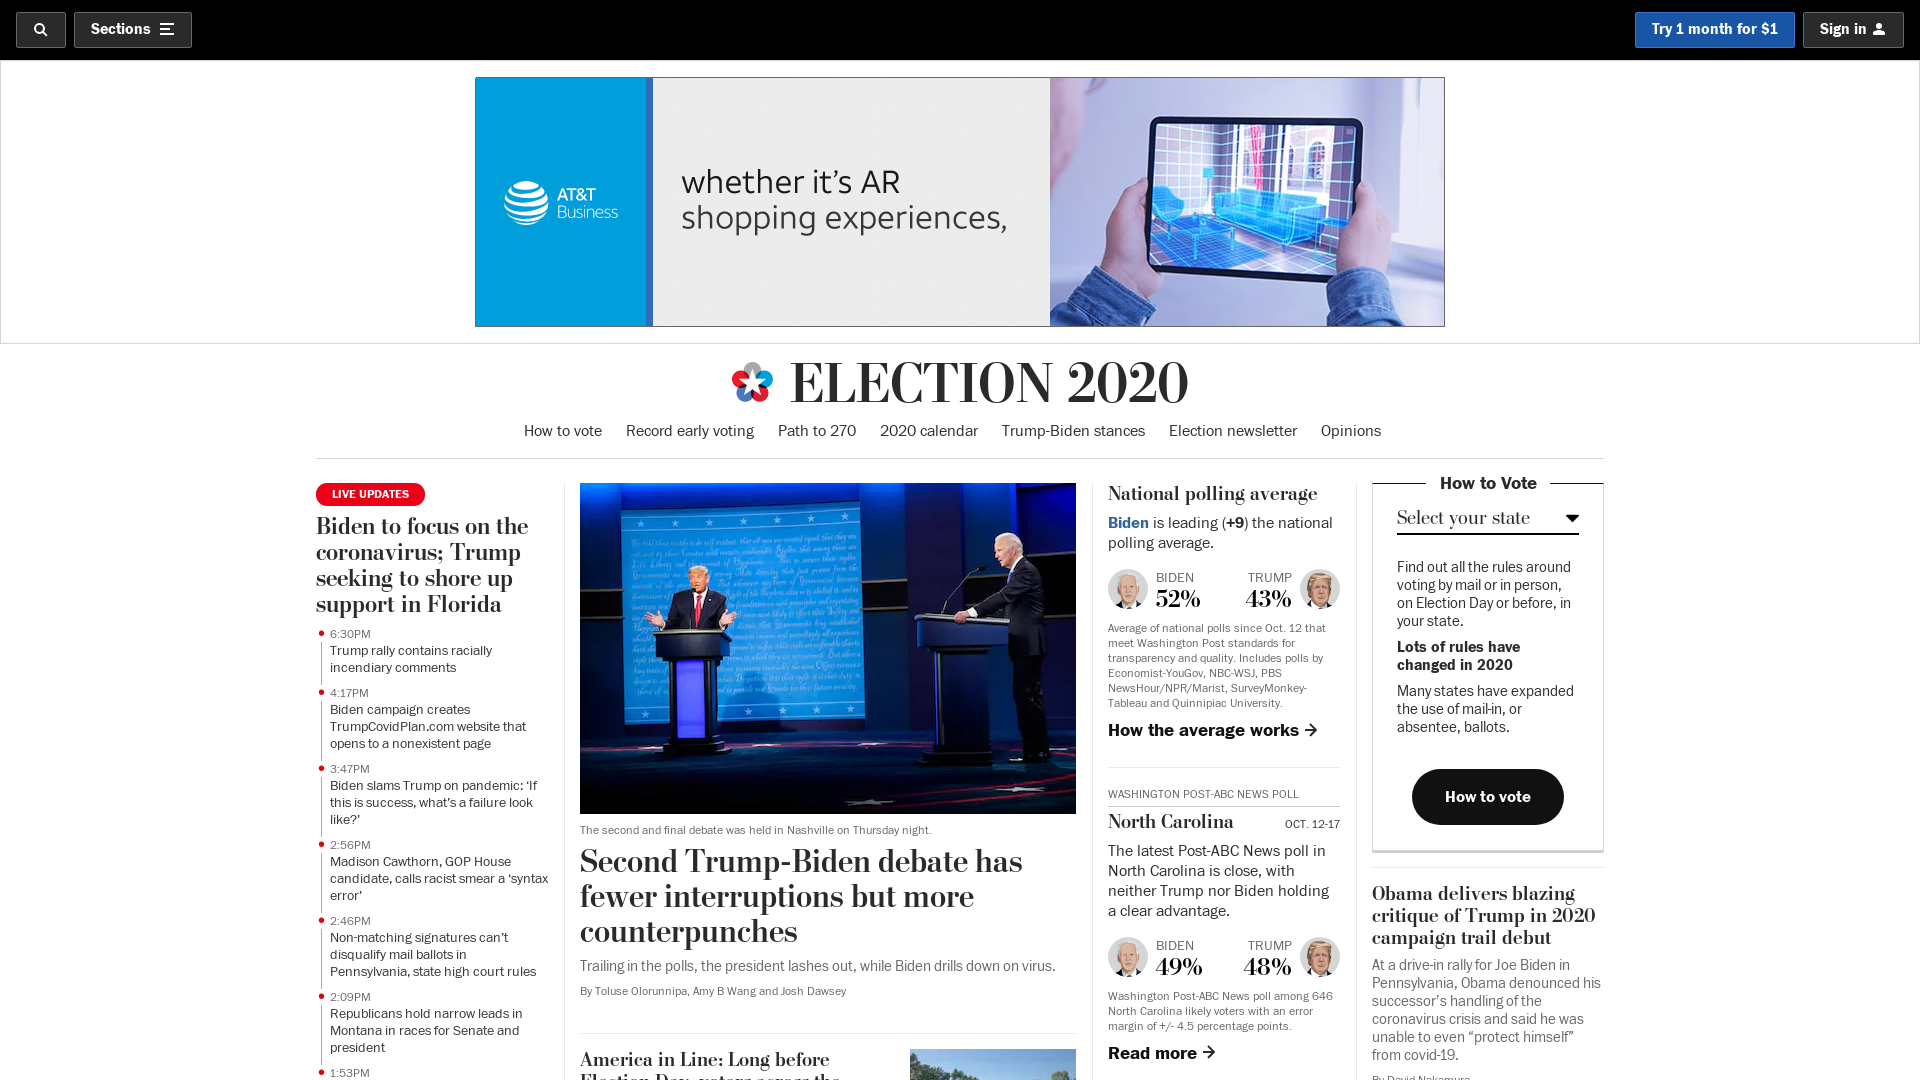 Sections
Try 1 month for $1
Sign in
AT&T
Business
whether it's AR
shopping experiences,
ELECTION 2020
How to vote
Record early voting
Path to 270
2020 calendar
Trump-Biden stances
Election newsletter
Opinions
LIVE UPDATES
Biden to focus on the
coronavirus; Trump
seeking to shore up
support in Florida
6:30PM
Trump rally contains racially
incendiary comments
4:17PM
Biden campaign creates
TrumpCovidPlan.com website that
opens to a nonexistent page
3:47PM
Biden slams Trump on pandemic: ‘If
this is success, what’s a failure look
like?’
2:56PM
Madison Cawthorn, GOP House
candidate, calls racist smear a ‘syntax
error’
2:46PM
Non-matching signatures can’t
disqualify mail ballots in
Pennsylvania, state high court rules
2:09PM
Republicans hold narrow leads in
Montana in races for Senate and
president
1:53PM
The second and final debate was held in Nashville on Thursday night.
Second Trump-Biden debate has
fewer interruptions but more
counterpunches
Trailing in the polls, the president lashes out, while Biden drills down on virus.
By Toluse Olorunnipa, Amy B Wang and Josh Dawsey
America in Line: Long before
Election Day, voters across the
National polling average
Biden is leading (+9) the national
polling average.
BIDEN
52%
TRUMP
43%
Average of national polls since Oct. 12 that
meet Washington Post standards for
transparency and quality. Includes polls by
Economist-YouGov, NBC-WSJ, PBS
NewsHour/NPR/Marist, SurveyMonkey-
Tableau and Quinnipiac University.
How the average works
WASHINGTON POST-ABC NEWS POLL
North Carolina
OCT. 12-17
The latest Post-ABC News poll in
North Carolina is close, with
neither Trump nor Biden holding
a clear advantage.
BIDEN
49%
TRUMP
48%
Washington Post-ABC News poll among 646
North Carolina likely voters with an error
margin of +/- 4.5 percentage points.
Read more
How to Vote
Select your state
Find out all the rules around
voting by mail or in person,
on Election Day or before, in
your state.
Lots of rules have
changed in 2020
Many states have expanded
the use of mail-in, or
absentee, ballots.
How to vote
Obama delivers blazing
critique of Trump in 2020
campaign trail debut
At a drive-in rally for Joe Biden in
Pennsylvania, Obama denounced his
successor’s handling of the
coronavirus crisis and said he was
unable to even “protect himself”
from covid-19.
By David Nakamura